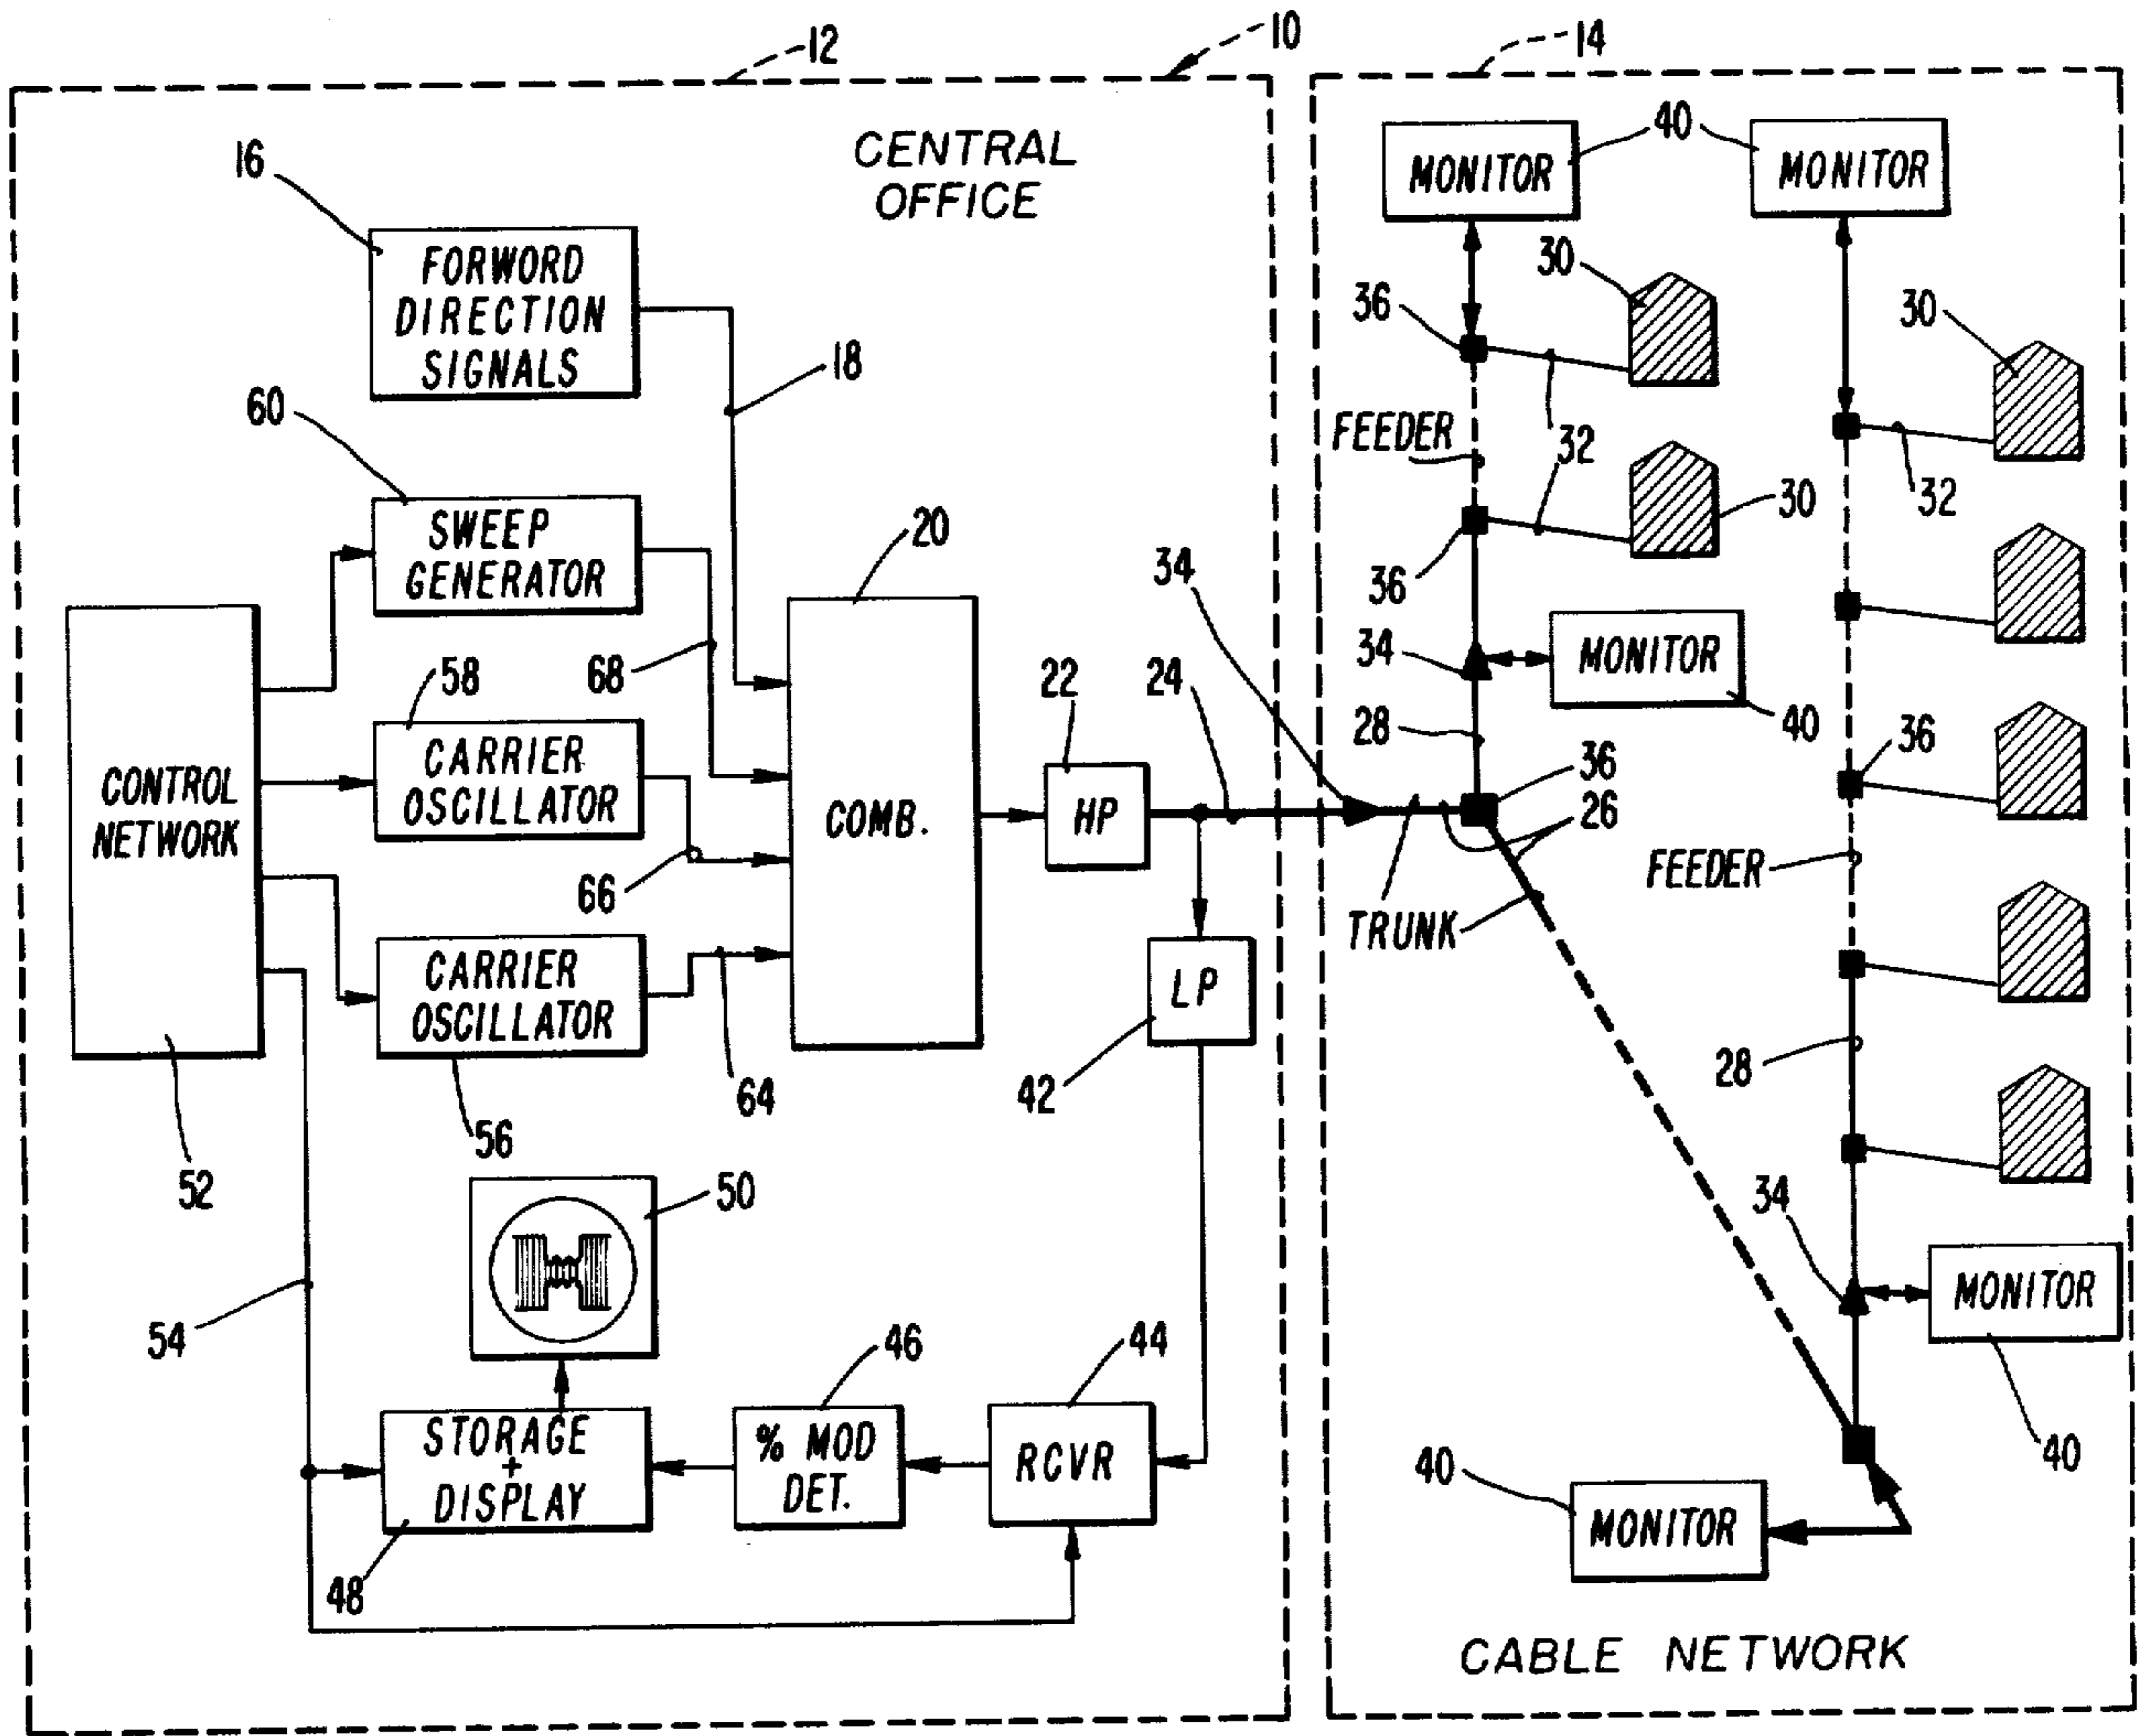 12
10
14
CENTRAL
OFFICE
16
FORWORD
DIRECTION
SIGNALS
18
60
SWEEP
GENERATOR
68
20
58
CARRIER
OSCILLATOR
66
CONTROL
NETWORK
52
COMB.
22
HP
24
34
CARRIER
OSCILLATOR
56
64
LP
42
50
54
STORAGE
+
DISPLAY
48
46
% MOD
DET.
44
RCVR
MONITOR
40
MONITOR
30
36
32
FEEDER
30
32
30
36
34
MONITOR
40
28
36
26
TRUNK
36
FEEDER
28
34
MONITOR
40
40
MONITOR
CABLE NETWORK